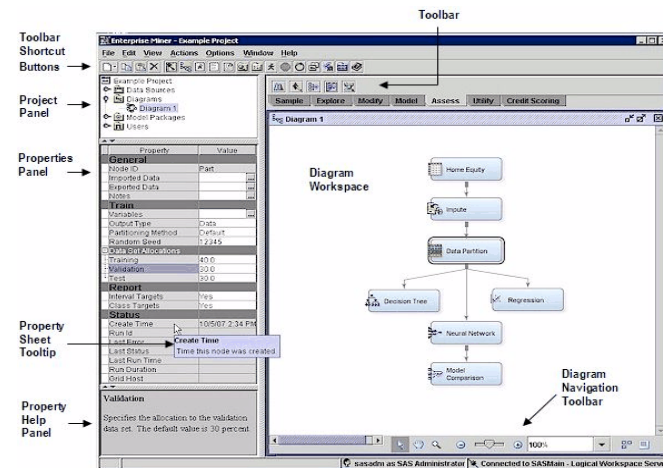 Toolbar
Toolbar Shortcut Buttons
Enterprise Miner - Example Project
File Edit View Actions Options Window Help
Project Panel
Example Project
Data Sources
Diagrams
Diagram 1
Model Packages
Users
Sample Explore Modify Model Assess Utility Credit Scoring
Diagram 1
Properties Panel
Property Value
General
Node ID Part
Imported Data
Exported Data
Notes
Train
Variables
Output Type Data
Partitioning Method Default
Random Seed 12345
Data Set Allocations
Training 40.0
Validation 30.0
Test 30.0
Report
Interval Targets Yes
Class Targets Yes
Status
Create Time 10/5/07 2:34 PM
Run Id
Last Error
Last Status
Last Run Time
Run Duration
Grid Host
Property Sheet Tooltip
Create Time
Time this node was created
Property Help Panel
Validation
Specifies the allocation to the validation
data set. The default value is 30 percent.
Diagram Workspace
Home Equity
Impute
Data Partition
Decision Tree
Regression
Neural Network
Model Comparison
Diagram Navigation Toolbar
100%
sasadm as SAS Administrator
Connected to SASMain - Logical Workspace Serv